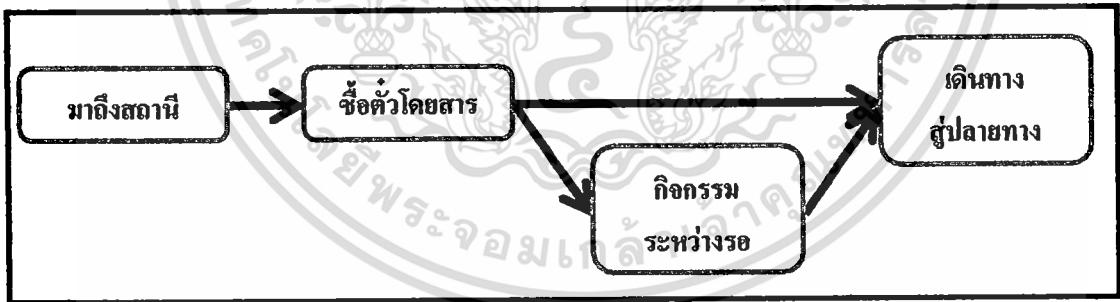 มาถึงสถานี
ซื้อตั๋วโดยสาร
เดินทาง
สู่ปลายทาง
กิจกรรม
ระหว่างรอ